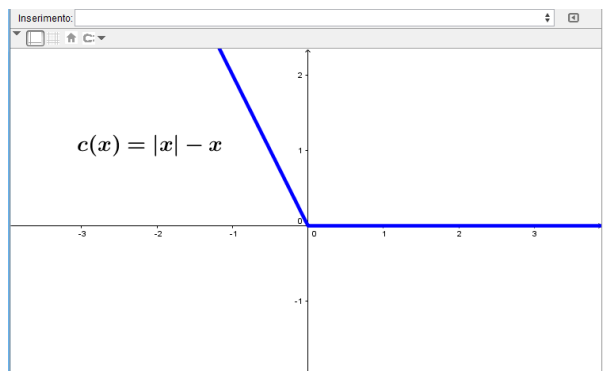 Inserimento:
2
c(x) = |x| − x
1
0
-3 -2 -1 0 1 2 3
-1